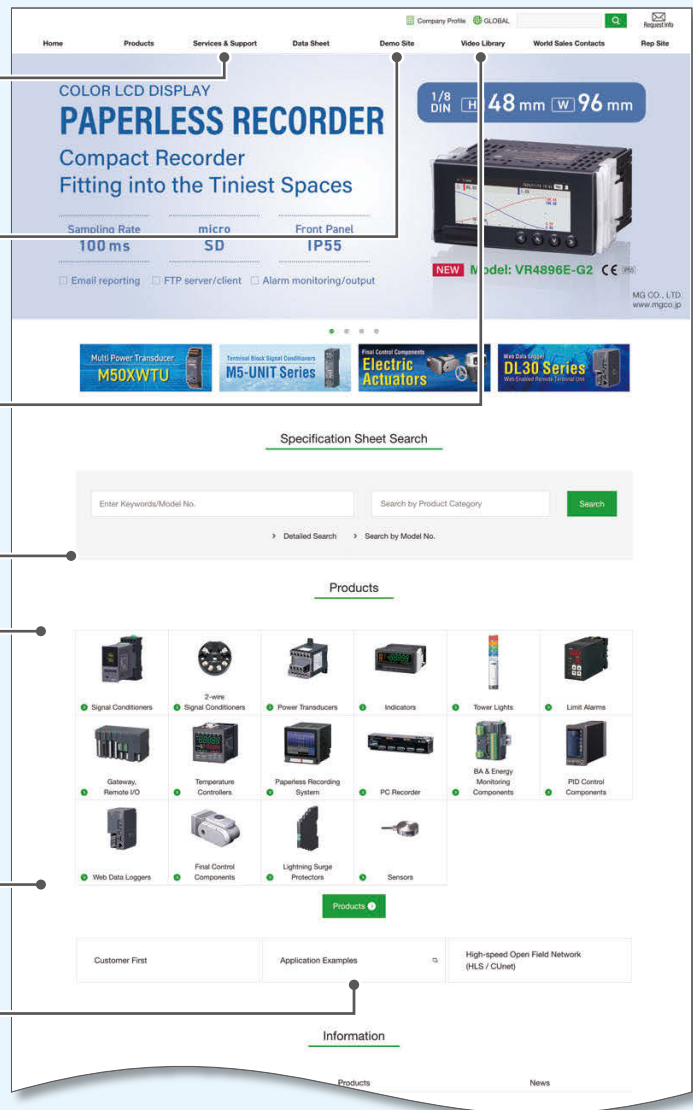 Company Profile GLOBAL
Request Info
Home Products Services & Support Data Sheet Demo Site Video Library World Sales Contacts Rep Site
COLOR LCD DISPLAY
PAPERLESS RECORDER
Compact Recorder
Fitting into the Tiniest Spaces
Sampling Rate micro Front Panel
100 ms SD IP55
Email reporting FTP server/client Alarm monitoring/output
1/8 DIN H 48 mm W 96 mm
NEW Model: VR4896E-G2 CE IP55
MG CO., LTD.
www.mgco.jp
Multi Power Transducer
M50XWTU
Terminal Block Signal Conditioners
M5-UNIT Series
Final Control Components
Electric
Actuators
Web Data Logger
DL30 Series
Web Enabled Remote Terminal Unit
Specification Sheet Search
Enter Keywords/Model No. Search by Product Category Search
Detailed Search Search by Model No.
Products
Signal Conditioners
2-wire
Signal Conditioners
Power Transducers
Indicators
Tower Lights
Limit Alarms
Gateway,
Remote I/O
Temperature
Controllers
Paperless Recording
System
PC Recorder
BA & Energy
Monitoring
Components
PID Control
Components
Web Data Loggers
Final Control
Components
Lightning Surge
Protectors
Sensors
Products
Customer First
Application Examples
High-speed Open Field Network
(HLS / CUnet)
Information
Products News